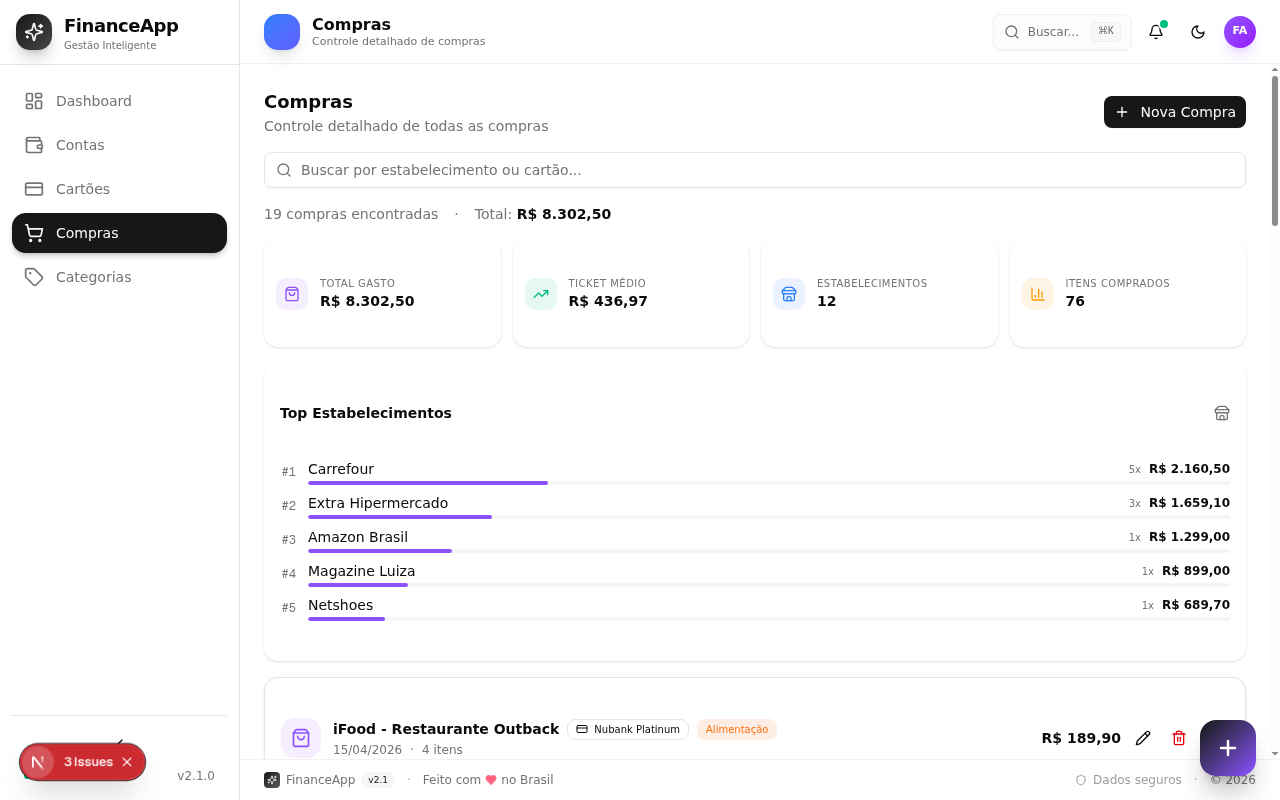 FinanceApp
Gestão Inteligente
Dashboard
Contas
Cartões
Compras
Categorias
N 3 Issues
v2.1.0
Compras
Controle detalhado de compras
Buscar... ⌘K
FA
Compras
Controle detalhado de todas as compras
+ Nova Compra
Buscar por estabelecimento ou cartão...
19 compras encontradas · Total: R$ 8.302,50
TOTAL GASTO
R$ 8.302,50
TICKET MÉDIO
R$ 436,97
ESTABELECIMENTOS
12
ITENS COMPRADOS
76
Top Estabelecimentos
#1 Carrefour 5x R$ 2.160,50
#2 Extra Hipermercado 3x R$ 1.659,10
#3 Amazon Brasil 1x R$ 1.299,00
#4 Magazine Luiza 1x R$ 899,00
#5 Netshoes 1x R$ 689,70
iFood - Restaurante Outback Nubank Platinum Alimentação
15/04/2026 · 4 itens
R$ 189,90
FinanceApp v2.1 · Feito com ❤ no Brasil
Dados seguros · © 2026